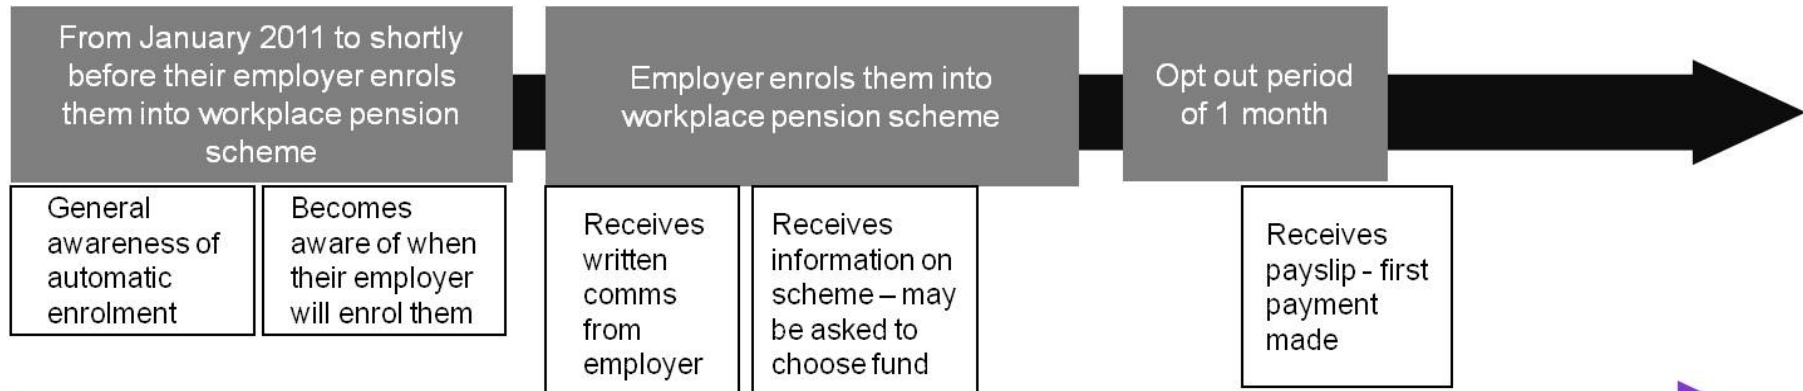 From January 2011 to shortly
before their employer enrols
them into workplace pension
scheme
Employer enrols them into
workplace pension scheme
Opt out period
of 1 month
General
awareness of
automatic
enrolment
Becomes
aware of when
their employer
will enrol them
Receives
written
comms
from
employer
Receives
information on
scheme – may
be asked to
choose fund
Receives
payslip - first
payment
made